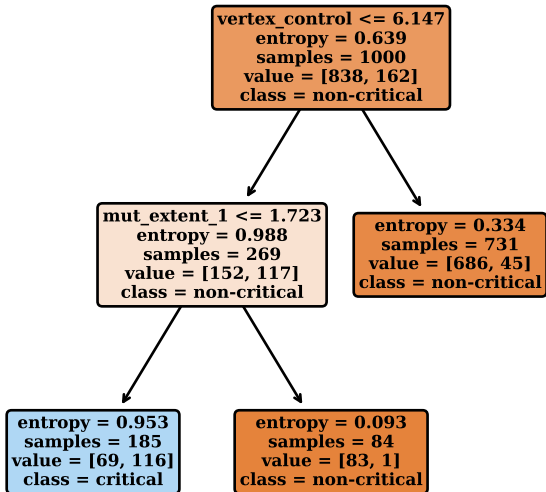 vertex_control <= 6.147
entropy = 0.639
samples = 1000
value = [838, 162]
class = non-critical
mut_extent_1 <= 1.723
entropy = 0.988
samples = 269
value = [152, 117]
class = non-critical
entropy = 0.334
samples = 731
value = [686, 45]
class = non-critical
entropy = 0.953
samples = 185
value = [69, 116]
class = critical
entropy = 0.093
samples = 84
value = [83, 1]
class = non-critical